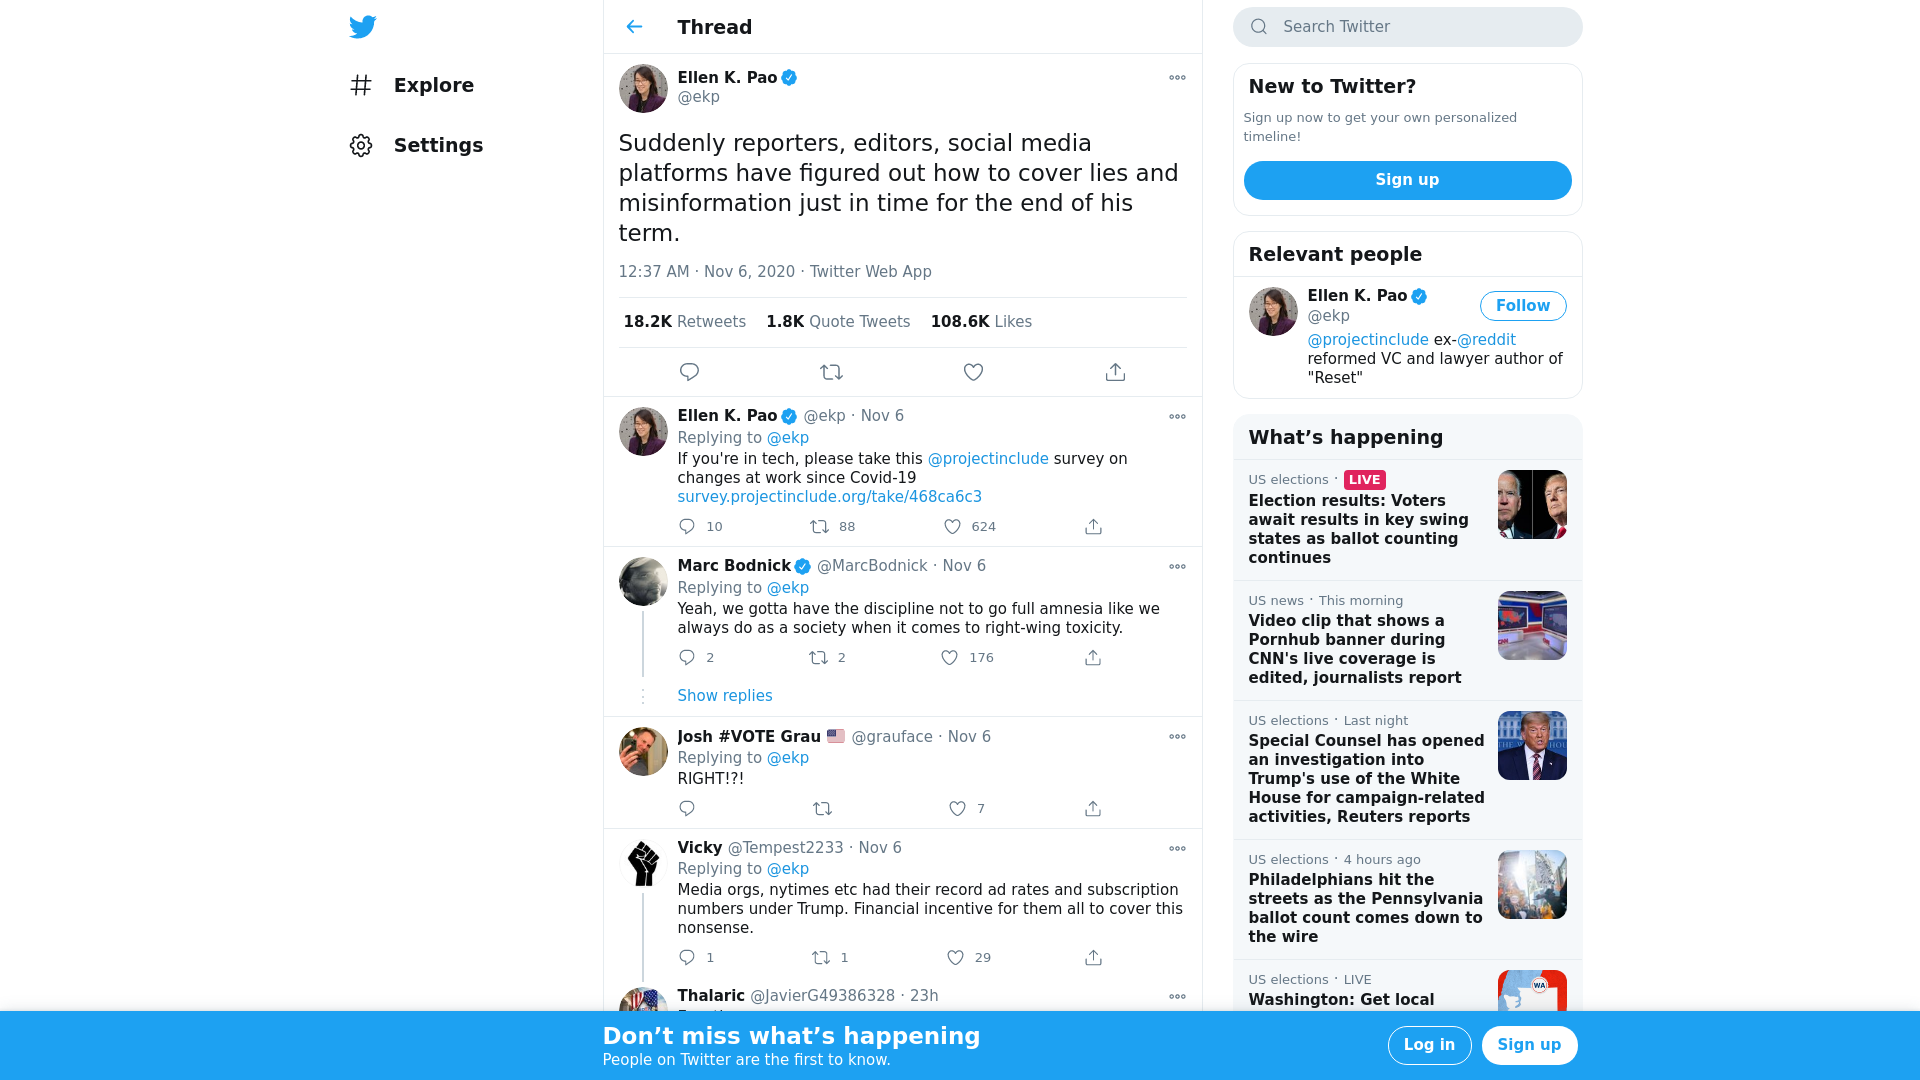 Explore
Settings
Thread
Ellen K. Pao
@ekp
Suddenly reporters, editors, social media
platforms have figured out how to cover lies and
misinformation just in time for the end of his
term.
12:37 AM · Nov 6, 2020 · Twitter Web App
18.2K Retweets 1.8K Quote Tweets 108.6K Likes
Ellen K. Pao @ekp · Nov 6
Replying to @ekp
If you're in tech, please take this @projectinclude survey on
changes at work since Covid-19
survey.projectinclude.org/take/468ca6c3
10 88 624
Marc Bodnick @MarcBodnick · Nov 6
Replying to @ekp
Yeah, we gotta have the discipline not to go full amnesia like we
always do as a society when it comes to right-wing toxicity.
2 2 176
Show replies
Josh #VOTE Grau @grauface · Nov 6
Replying to @ekp
RIGHT!?!
7
Vicky @Tempest2233 · Nov 6
Replying to @ekp
Media orgs, nytimes etc had their record ad rates and subscription
numbers under Trump. Financial incentive for them all to cover this
nonsense.
1 1 29
Thalaric @JavierG49386328 · 23h
Search Twitter
New to Twitter?
Sign up now to get your own personalized
timeline!
Sign up
Relevant people
Ellen K. Pao
@ekp
Follow
@projectinclude ex-@reddit
reformed VC and lawyer author of
"Reset"
What’s happening
US elections · LIVE
Election results: Voters
await results in key swing
states as ballot counting
continues
US news · This morning
Video clip that shows a
Pornhub banner during
CNN's live coverage is
edited, journalists report
US elections · Last night
Special Counsel has opened
an investigation into
Trump's use of the White
House for campaign-related
activities, Reuters reports
US elections · 4 hours ago
Philadelphians hit the
streets as the Pennsylvania
ballot count comes down to
the wire
US elections · LIVE
Washington: Get local
WA
Don’t miss what’s happening
People on Twitter are the first to know.
Log in
Sign up